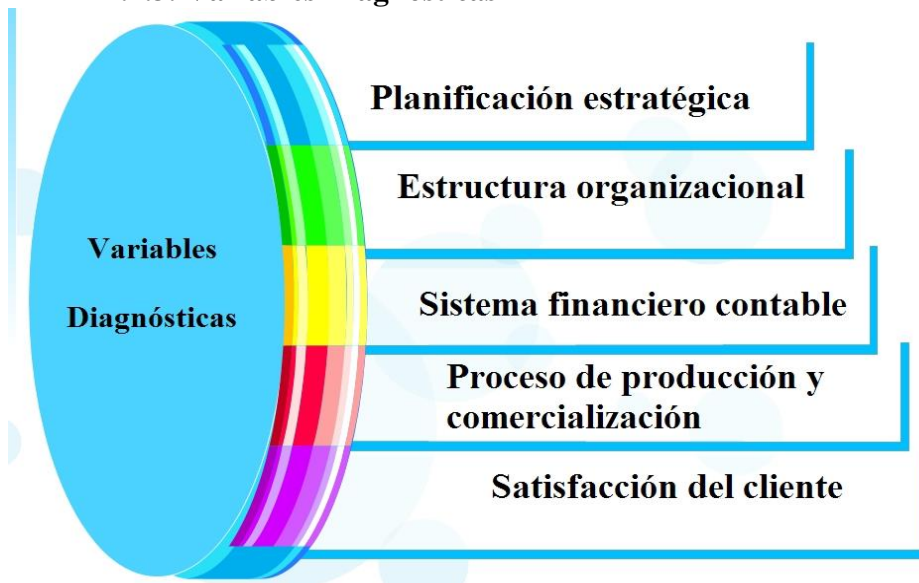 Variables
Diagnósticas
Planificación estratégica
Estructura organizacional
Sistema financiero contable
Proceso de producción y
comercialización
Satisfacción del cliente